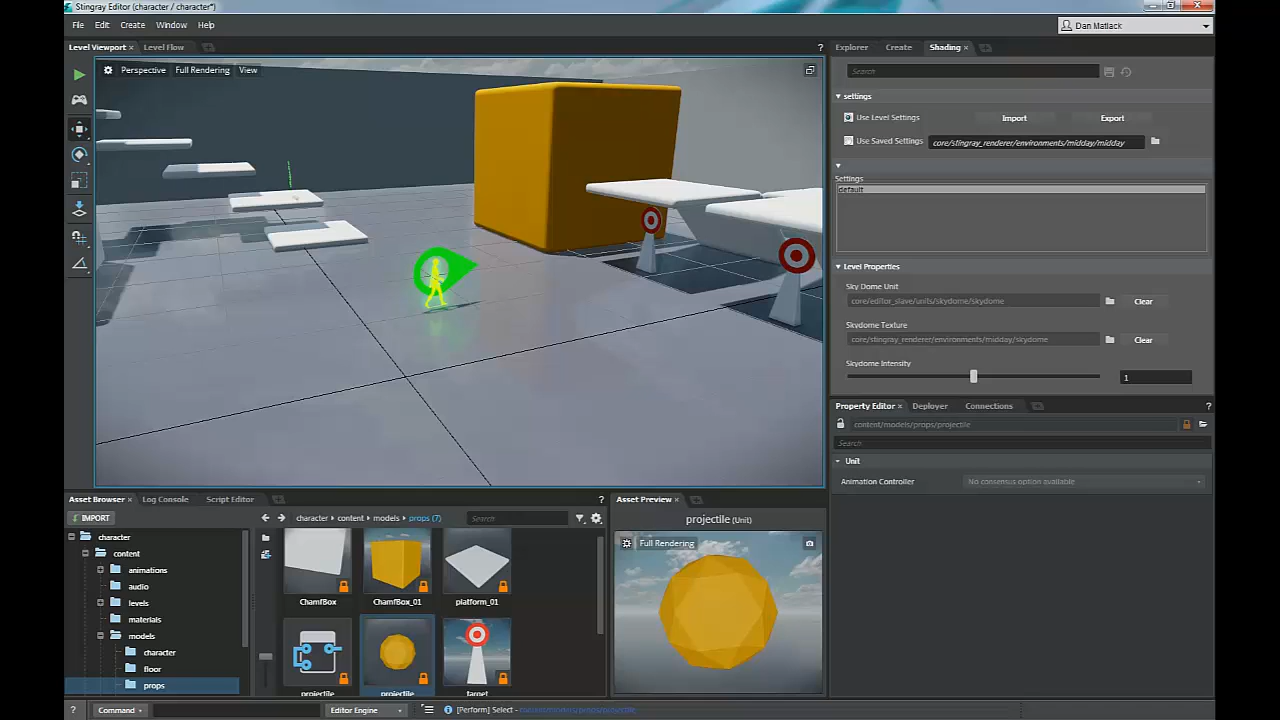 Stingray Editor (character / character*)
File Edit Create Window Help
Dan Matlack
Level Viewport × Level Flow
?
Explorer Create Shading ×
Perspective Full Rendering View
Search
settings
Use Level Settings Import Export
Use Saved Settings core/stingray_renderer/environments/midday/midday
Settings
default
Level Properties
Sky Dome Unit
core/editor_slave/units/skydome/skydome Clear
Skydome Texture
core/stingray_renderer/environments/midday/skydome Clear
Skydome Intensity
1
Property Editor × Deployer Connections
?
content/models/props/projectile
Search
Unit
Animation Controller No consensus option available
Asset Browser × Log Console Script Editor
?
Asset Preview ×
IMPORT
character content models props (7)
Search
projectile (Unit)
Full Rendering
character
content
animations
audio
levels
materials
models
character
floor
props
ChamfBox ChamfBox_01 platform_01
projectile projectile target
? Command
Editor Engine
[Perform] Select -